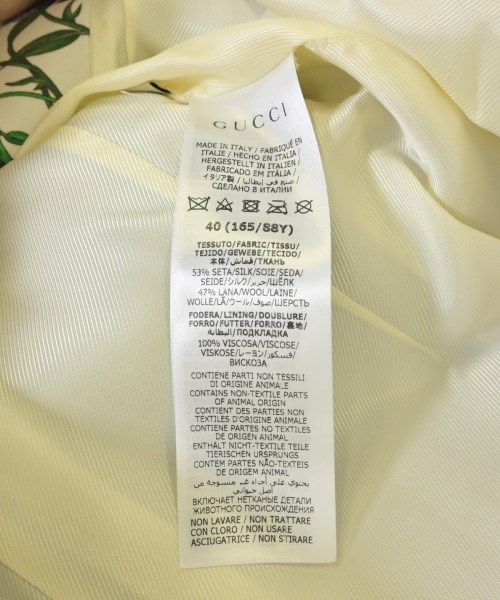 GUCCI
MADE IN ITALY / FABRIQUÉ EN
ITALIE / HECHO EN ITALIA /
HERGESTELLT IN ITALIEN /
FABRICADO EM ITÁLIA /
イタリア製 / صنع في إيطاليا /
СДЕЛАНО В ИТАЛИИ
40 (165/88Y)
TESSUTO/FABRIC/TISSU/
TEJIDO/GEWEBE/TECIDO/
本体/قماش/ТКАНЬ
53% SETA/SILK/SOIE/SEDA/
SEIDE/シルク/حرير/ШЁЛК
47% LANA/WOOL/LAINE/
WOLLE/LÃ/ウール/صوف/ШЕРСТЬ
FODERA/LINING/DOUBLURE/
FORRO/FUTTER/FORRO/裏地/
البطانة/ПОДКЛАДКА
100% VISCOSA/VISCOSE/
VISKOSE/レーヨン/فسكوز/
ВИСКОЗА
CONTIENE PARTI NON TESSILI
DI ORIGINE ANIMALE
CONTAINS NON-TEXTILE PARTS
OF ANIMAL ORIGIN
CONTIENT DES PARTIES NON
TEXTILES D'ORIGINE ANIMALE
CONTIENE PARTES NO TEXTILES
DE ORIGEN ANIMAL
ENTHÄLT NICHT-TEXTILE TEILE
TIERISCHEN URSPRUNGS
CONTEM PARTES NÃO-TEXTEIS
DE ORIGEM ANIMAL
يحتوي على أجزاء غير منسوجة من
أصل حيواني
ВКЛЮЧАЕТ НЕТКАНЫЕ ДЕТАЛИ
ЖИВОТНОГО ПРОИСХОЖДЕНИЯ
NON LAVARE / NON TRATTARE
CON CLORO / NON USARE
ASCIUGATRICE / NON STIRARE